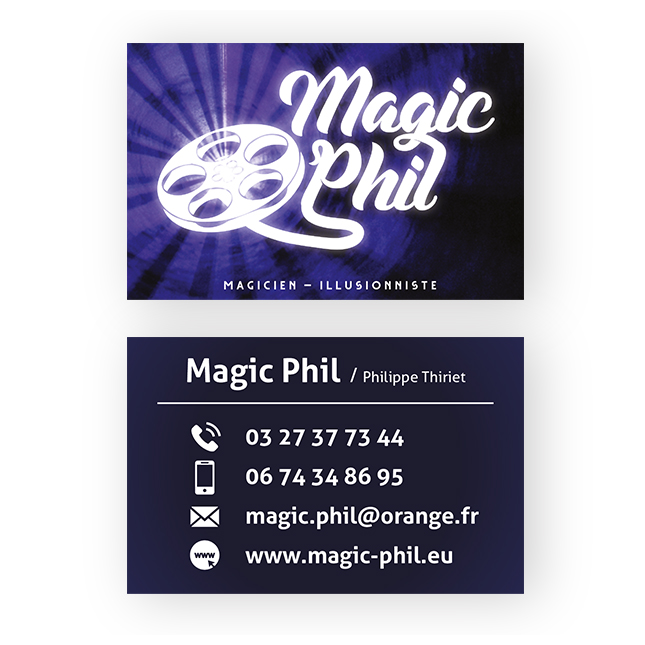 Magic
Phil
MAGICIEN – ILLUSIONNISTE
Magic Phil / Philippe Thiriet
03 27 37 73 44
06 74 34 86 95
magic.phil@orange.fr
www www.magic-phil.eu